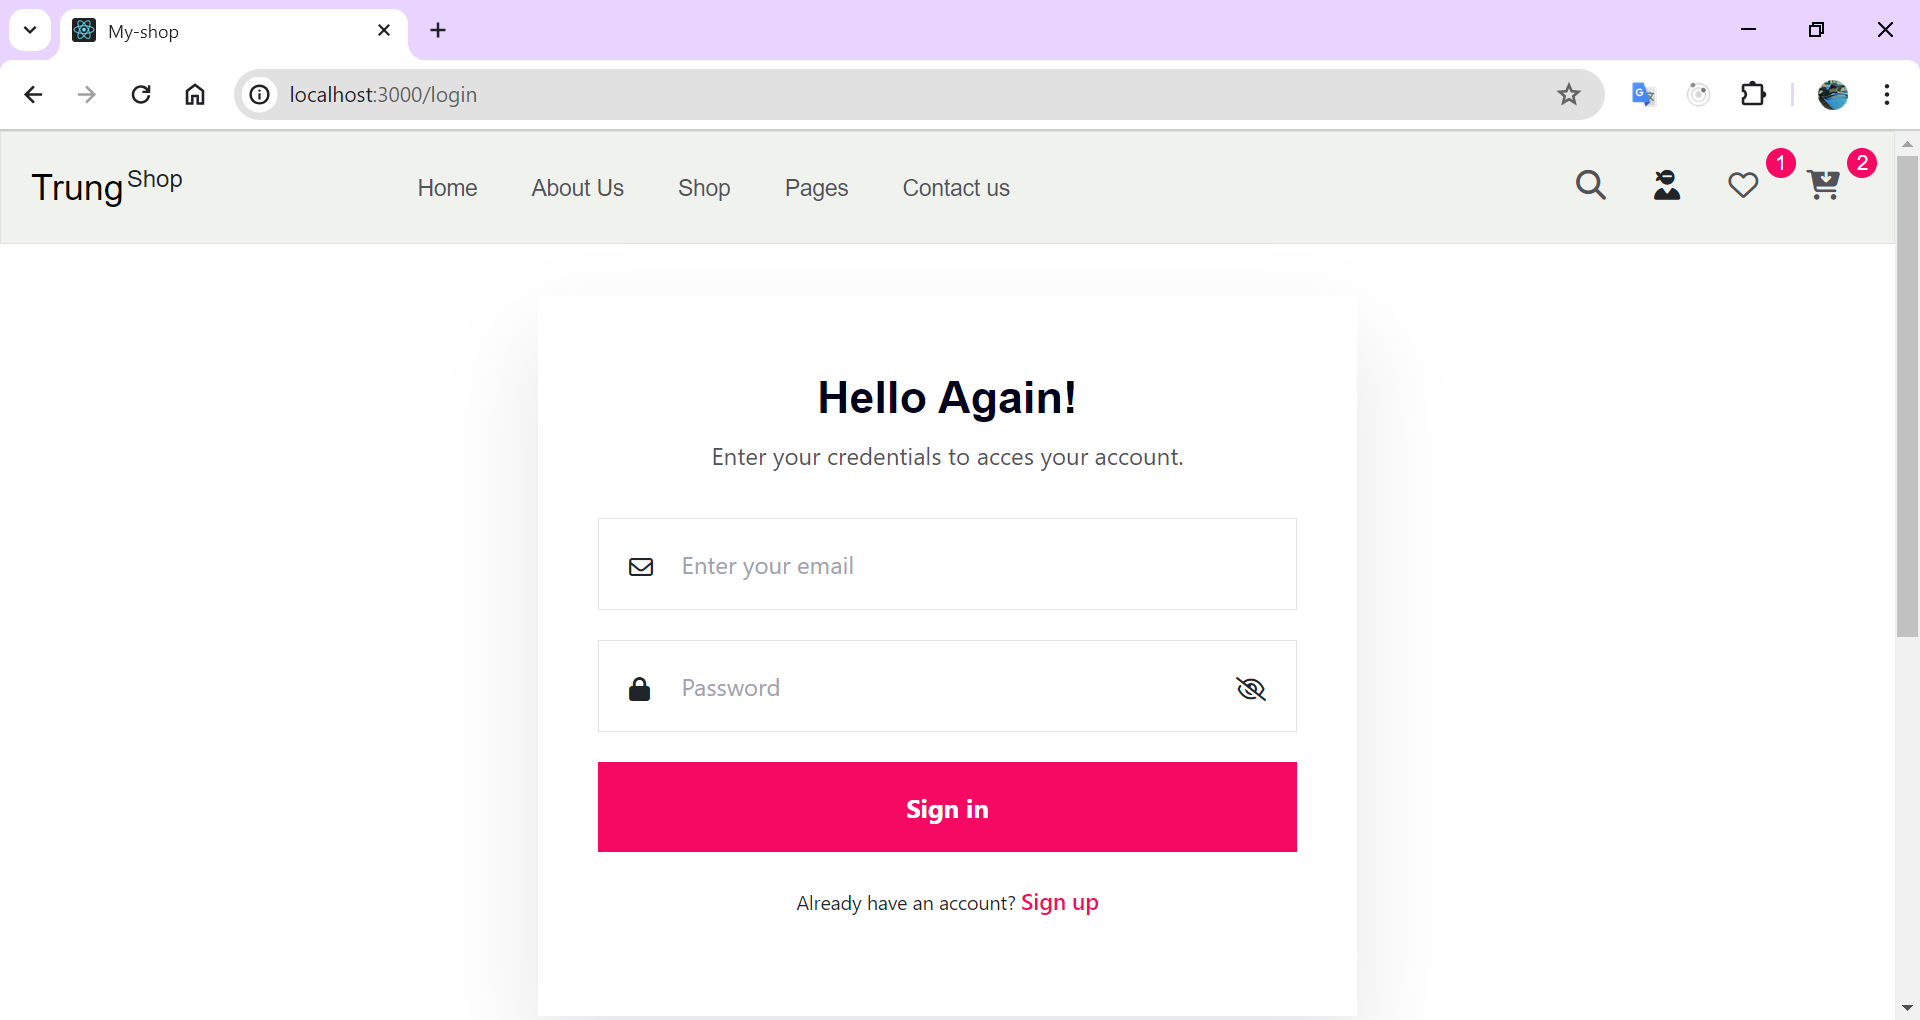 My-shop
localhost:3000/login
Trung Shop Home About Us Shop Pages Contact us 1 2
Hello Again!
Enter your credentials to acces your account.
Enter your email
Password
Sign in
Already have an account? Sign up